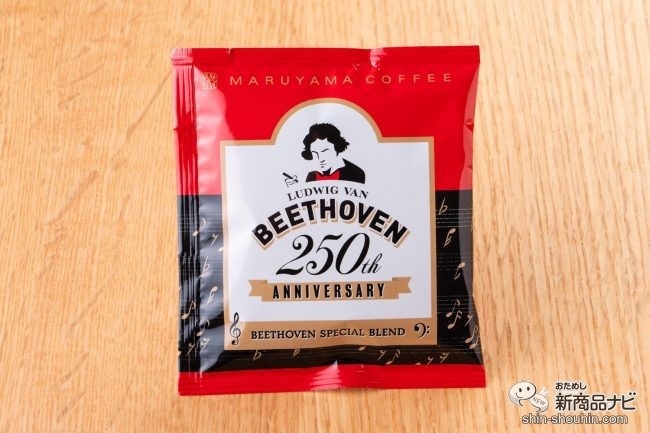 MARUYAMA COFFEE
LUDWIG VAN
BEETHOVEN
250th
ANNIVERSARY
BEETHOVEN SPECIAL BLEND
NEW
おためし
新商品ナビ
shin-shouhin.com